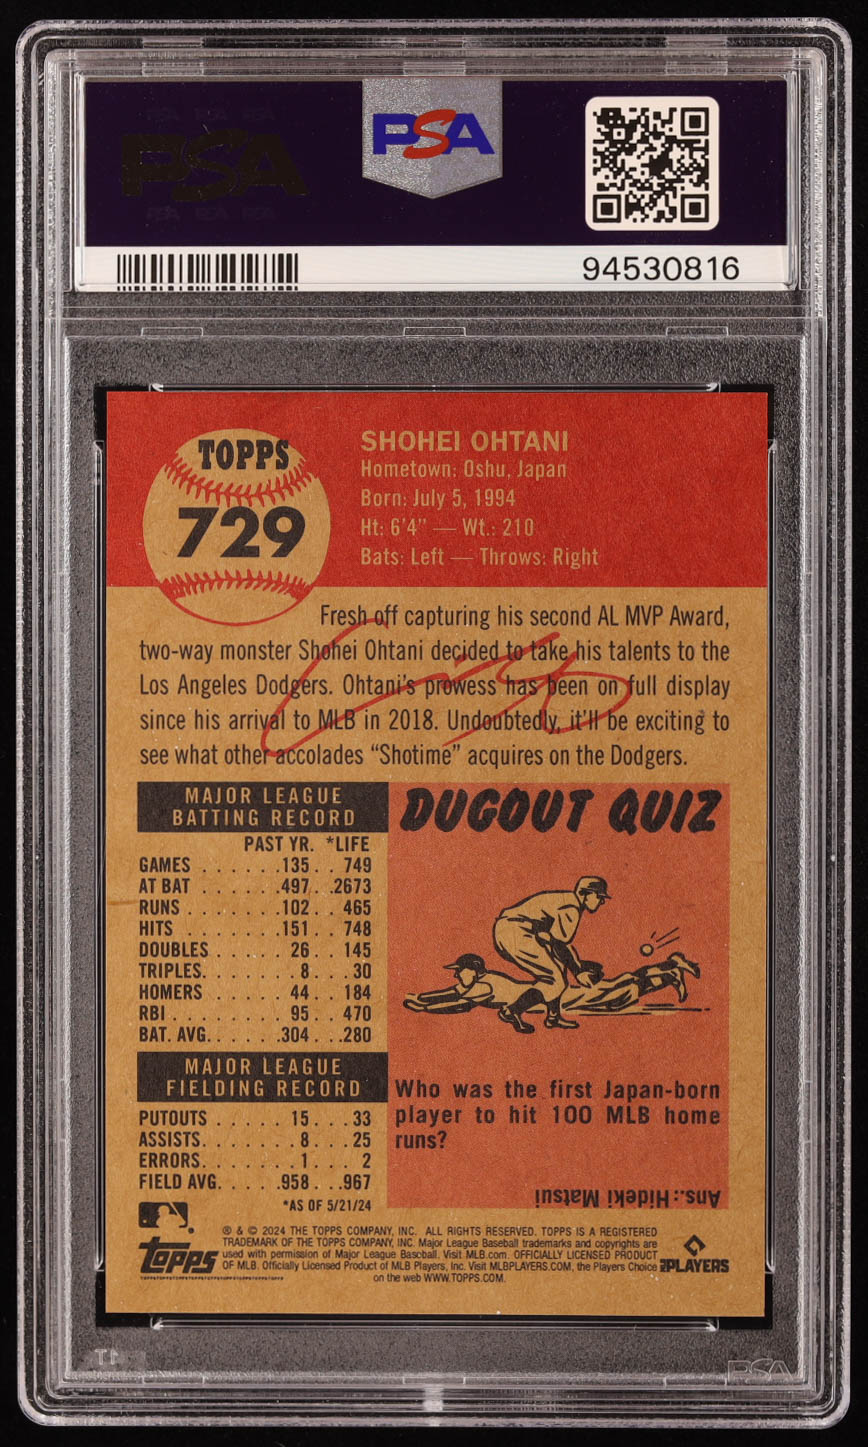 PSA
PSA
94530816
TOPPS
729
SHOHEI OHTANI
Hometown: Oshu, Japan
Born: July 5, 1994
Ht: 6'4" — Wt.: 210
Bats: Left — Throws: Right
Fresh off capturing his second AL MVP Award,
two-way monster Shohei Ohtani decided to take his talents to the
Los Angeles Dodgers. Ohtani's prowess has been on full display
since his arrival to MLB in 2018. Undoubtedly, it'll be exciting to
see what other accolades “Shotime” acquires on the Dodgers.
MAJOR LEAGUE
BATTING RECORD
PAST YR. *LIFE
GAMES . . . . . . .135. . 749
AT BAT . . . . . . .497. .2673
RUNS . . . . . . . .102. . 465
HITS . . . . . . . .151. . 748
DOUBLES . . . . . . 26. . 145
TRIPLES. . . . . . . 8. . .30
HOMERS . . . . . . 44. . 184
RBI . . . . . . . . 95. . 470
BAT. AVG. . . . . .304. .280
MAJOR LEAGUE
FIELDING RECORD
PUTOUTS . . . . . 15. . .33
ASSISTS. . . . . . . 8. . .25
ERRORS. . . . . . . 1. . . 2
FIELD AVG. . . . . .958. .967
*AS OF 5/21/24
DUGOUT QUIZ
Who was the first Japan-born
player to hit 100 MLB home
runs?
Ans.: Hideki Matsui
topps
® & © 2024 THE TOPPS COMPANY, INC. ALL RIGHTS RESERVED. TOPPS IS A REGISTERED
TRADEMARK OF THE TOPPS COMPANY, INC. Major League Baseball trademarks and copyrights are
used with permission of Major League Baseball. Visit MLB.com. OFFICIALLY LICENSED PRODUCT
OF MLB. Officially Licensed Product of MLB Players, Inc. Visit MLBPLAYERS.COM, the Players Choice
on the web WWW.TOPPS.COM.
PLAYERS
PSA